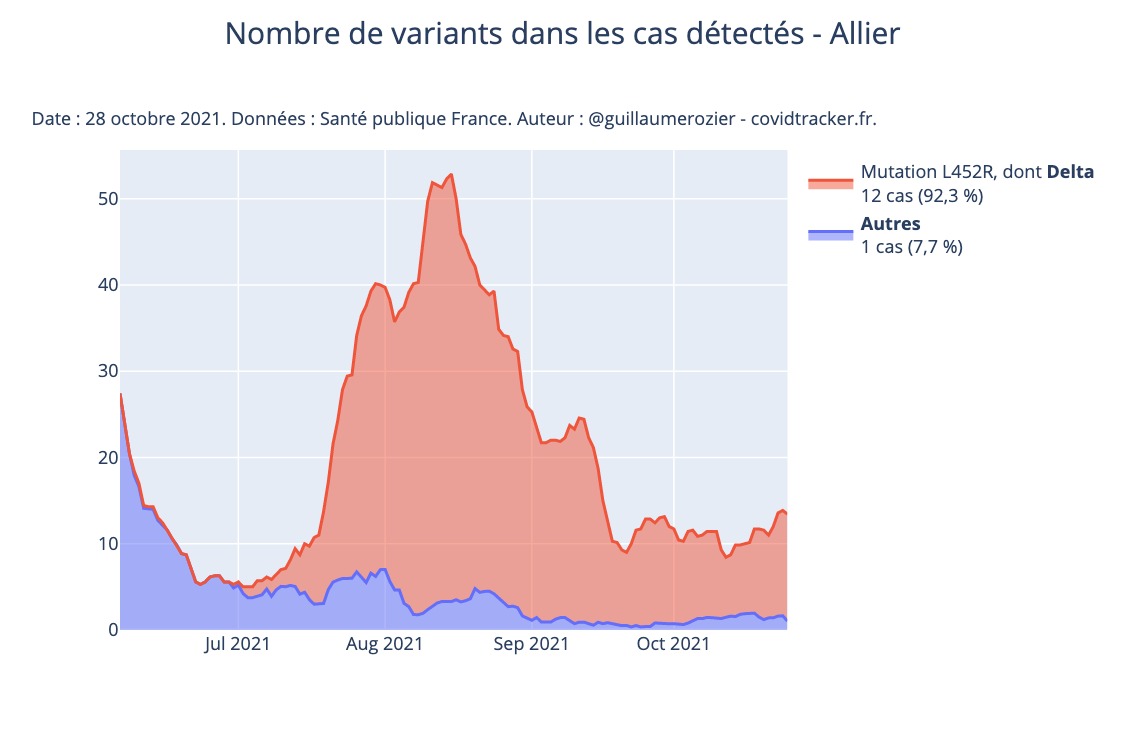 Nombre de variants dans les cas détectés - Allier
Date : 28 octobre 2021. Données : Santé publique France. Auteur : @guillaumerozier - covidtracker.fr.
Mutation L452R, dont Delta
12 cas (92,3 %)
Autres
1 cas (7,7 %)
50
40
30
20
10
0
Jul 2021
Aug 2021
Sep 2021
Oct 2021